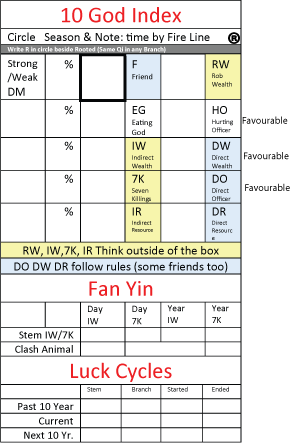 10 God Index
Circle Season & Note: time by Fire Line ®
Write R in circle beside Rooted (Same Qi in any Branch)
Strong % F RW
/Weak Friend Rob
DM Wealth
% EG HO
Eating Hurting Favourable
God Officer
% IW DW
Indirect Direct Favourable
Wealth Wealth
% 7K DO
Seven Direct Favourable
Killings Officer
% IR DR
Indirect Direct
Resource Resourc
e
RW, IW,7K, IR Think outside of the box
DO DW DR follow rules (some friends too)
Fan Yin
Day Day Year Year
IW 7K IW 7K
Stem IW/7K
Clash Animal
Luck Cycles
Stem Branch Started Ended
Past 10 Year
Current
Next 10 Yr.